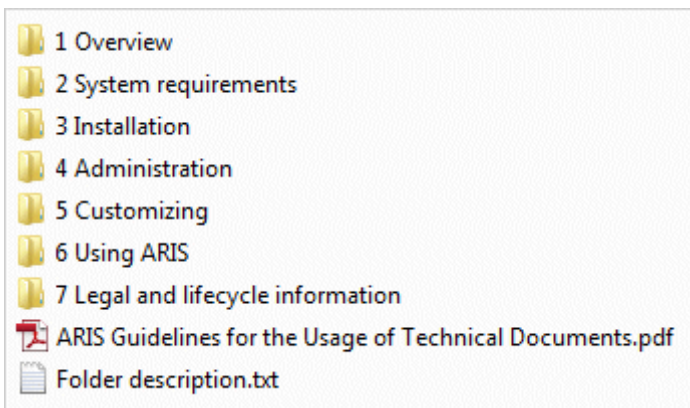 1 Overview
2 System requirements
3 Installation
4 Administration
5 Customizing
6 Using ARIS
7 Legal and lifecycle information
ARIS Guidelines for the Usage of Technical Documents.pdf
Folder description.txt